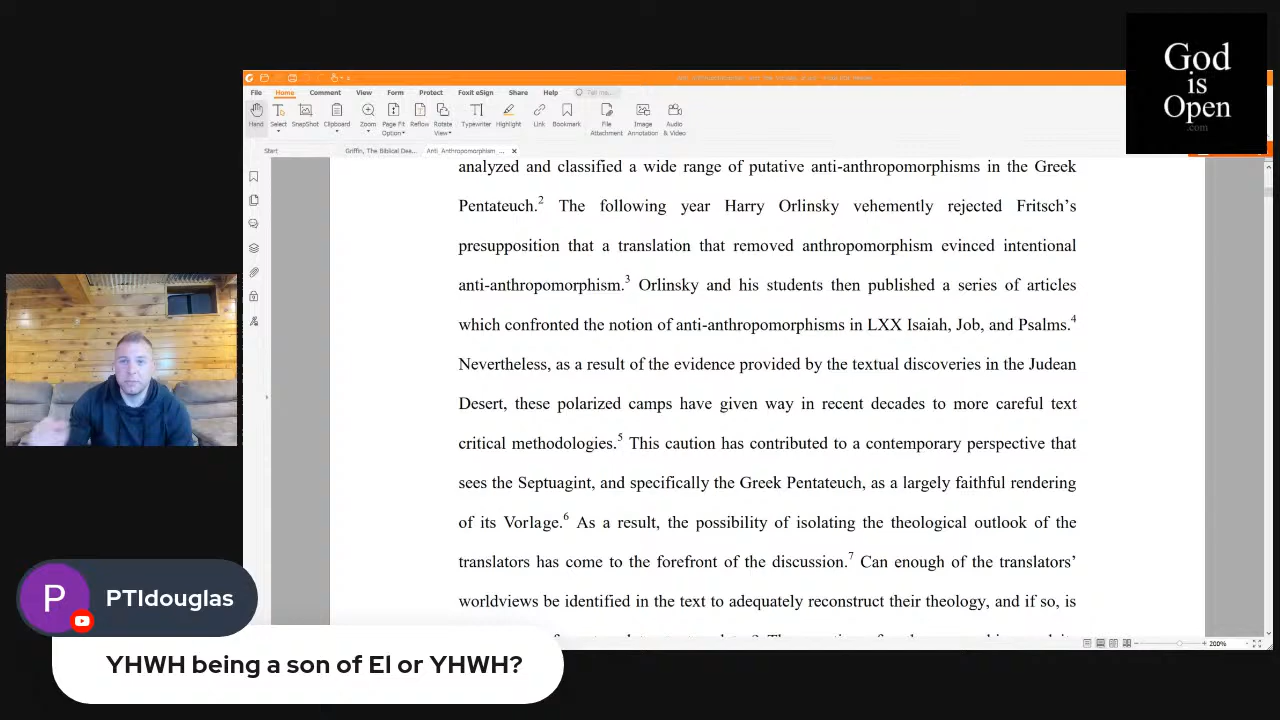 God
is
Open
.com
File Home Comment View Form Protect Foxit eSign Share Help Tell me...
Hand Select SnapShot Clipboard Zoom Page Fit Option Reflow Rotate View Typewriter Highlight Link Bookmark File Attachment Image Annotation Audio & Video
Start Griffin, The Biblical Dea... Anti_Anthropomorphism_...
analyzed and classified a wide range of putative anti-anthropomorphisms in the Greek
Pentateuch.2 The following year Harry Orlinsky vehemently rejected Fritsch’s
presupposition that a translation that removed anthropomorphism evinced intentional
anti-anthropomorphism.3 Orlinsky and his students then published a series of articles
which confronted the notion of anti-anthropomorphisms in LXX Isaiah, Job, and Psalms.4
Nevertheless, as a result of the evidence provided by the textual discoveries in the Judean
Desert, these polarized camps have given way in recent decades to more careful text
critical methodologies.5 This caution has contributed to a contemporary perspective that
sees the Septuagint, and specifically the Greek Pentateuch, as a largely faithful rendering
of its Vorlage.6 As a result, the possibility of isolating the theological outlook of the
translators has come to the forefront of the discussion.7 Can enough of the translators’
worldviews be identified in the text to adequately reconstruct their theology, and if so, is
200%
P PTIdouglas
YHWH being a son of El or YHWH?